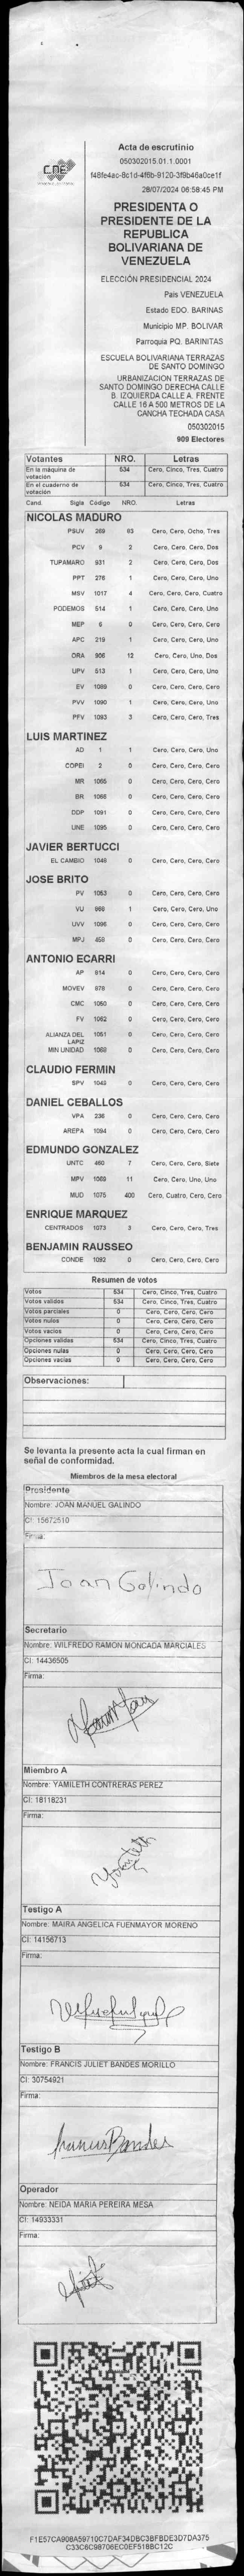 CNE
Acta de escrutinio
050302015.01.1.0001
f48fe4ac-8c1d-4f6b-9120-3f9b46a0ce1f
28/07/2024 06:58:45 PM
PRESIDENTA O
PRESIDENTE DE LA
REPUBLICA
BOLIVARIANA DE
VENEZUELA
ELECCIÓN PRESIDENCIAL 2024
Pais VENEZUELA
Estado EDO. BARINAS
Municipio MP. BOLIVAR
Parroquia PQ. BARINITAS
ESCUELA BOLIVARIANA TERRAZAS
DE SANTO DOMINGO
URBANIZACION TERRAZAS DE
SANTO DOMINGO DERECHA CALLE
B. IZQUIERDA CALLE A. FRENTE
CALLE 16 A 500 METROS DE LA
CANCHA TECHADA CASA
050302015
909 Electores
Votantes NRO. Letras
En la máquina de votación 534 Cero, Cinco, Tres, Cuatro
En el cuaderno de votación 534 Cero, Cinco, Tres, Cuatro
Cand. Sigla Código NRO. Letras
NICOLAS MADURO
PSUV 269 83 Cero, Cero, Ocho, Tres
PCV 9 2 Cero, Cero, Cero, Dos
TUPAMARO 931 2 Cero, Cero, Cero, Dos
PPT 276 1 Cero, Cero, Cero, Uno
MSV 1017 4 Cero, Cero, Cero, Cuatro
PODEMOS 514 1 Cero, Cero, Cero, Uno
MEP 6 0 Cero, Cero, Cero, Cero
APC 219 1 Cero, Cero, Cero, Uno
ORA 906 12 Cero, Cero, Uno, Dos
UPV 513 1 Cero, Cero, Cero, Uno
EV 1089 0 Cero, Cero, Cero, Cero
PVV 1090 1 Cero, Cero, Cero, Uno
PFV 1093 3 Cero, Cero, Cero, Tres
LUIS MARTINEZ
AD 1 1 Cero, Cero, Cero, Uno
COPEI 2 0 Cero, Cero, Cero, Cero
MR 1065 0 Cero, Cero, Cero, Cero
BR 1068 0 Cero, Cero, Cero, Cero
DDP 1091 0 Cero, Cero, Cero, Cero
UNE 1095 0 Cero, Cero, Cero, Cero
JAVIER BERTUCCI
EL CAMBIO 1048 0 Cero, Cero, Cero, Cero
JOSE BRITO
PV 1053 0 Cero, Cero, Cero, Cero
VU 969 1 Cero, Cero, Cero, Uno
UVV 1096 0 Cero, Cero, Cero, Cero
MPJ 459 0 Cero, Cero, Cero, Cero
ANTONIO ECARRI
AP 914 0 Cero, Cero, Cero, Cero
MOVEV 976 0 Cero, Cero, Cero, Cero
CMC 1050 0 Cero, Cero, Cero, Cero
FV 1062 0 Cero, Cero, Cero, Cero
ALIANZA DEL LAPIZ 1051 0 Cero, Cero, Cero, Cero
MIN UNIDAD 1069 0 Cero, Cero, Cero, Cero
CLAUDIO FERMIN
SPV 1049 0 Cero, Cero, Cero, Cero
DANIEL CEBALLOS
VPA 236 0 Cero, Cero, Cero, Cero
AREPA 1094 0 Cero, Cero, Cero, Cero
EDMUNDO GONZALEZ
UNTC 460 7 Cero, Cero, Cero, Siete
MPV 1069 11 Cero, Cero, Uno, Uno
MUD 1075 400 Cero, Cuatro, Cero, Cero
ENRIQUE MARQUEZ
CENTRADOS 1073 3 Cero, Cero, Cero, Tres
BENJAMIN RAUSSEO
CONDE 1092 0 Cero, Cero, Cero, Cero
Resumen de votos
Votos 534 Cero, Cinco, Tres, Cuatro
Votos validos 534 Cero, Cinco, Tres, Cuatro
Votos parciales 0 Cero, Cero, Cero, Cero
Votos nulos 0 Cero, Cero, Cero, Cero
Votos vacios 0 Cero, Cero, Cero, Cero
Opciones validas 534 Cero, Cinco, Tres, Cuatro
Opciones nulas 0 Cero, Cero, Cero, Cero
Opciones vacias 0 Cero, Cero, Cero, Cero
Observaciones:
Se levanta la presente acta la cual firman en
señal de conformidad.
Miembros de la mesa electoral
Presidente
Nombre: JOAN MANUEL GALINDO
CI: 15672510
Firma:
Joan Galindo
Secretario
Nombre: WILFREDO RAMON MONCADA MARCIALES
CI: 14436505
Firma:
Miembro A
Nombre: YAMILETH CONTRERAS PEREZ
CI: 18118231
Firma:
Yamileth
Testigo A
Nombre: MAIRA ANGELICA FUENMAYOR MORENO
CI: 14156713
Firma:
Testigo B
Nombre: FRANCIS JULIET BANDES MORILLO
CI: 30754921
Firma:
Francis Bandes
Operador
Nombre: NEIDA MARIA PEREIRA MESA
CI: 14933331
Firma:
F1E57CA908A59710C7DAF34DBC3BFBDE3D7DA375
C33C6C98706EC0EF518BC12C